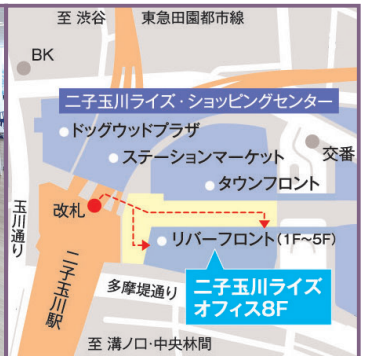 至 渋谷
東急田園都市線
BK
二子玉川ライズ・ショッピングセンター
ドッグウッドプラザ
ステーションマーケット
交番
タウンフロント
改札
玉川通り
リバーフロント(1F~5F)
二子玉川駅
多摩堤通り
二子玉川ライズ
オフィス8F
至 溝ノ口・中央林間